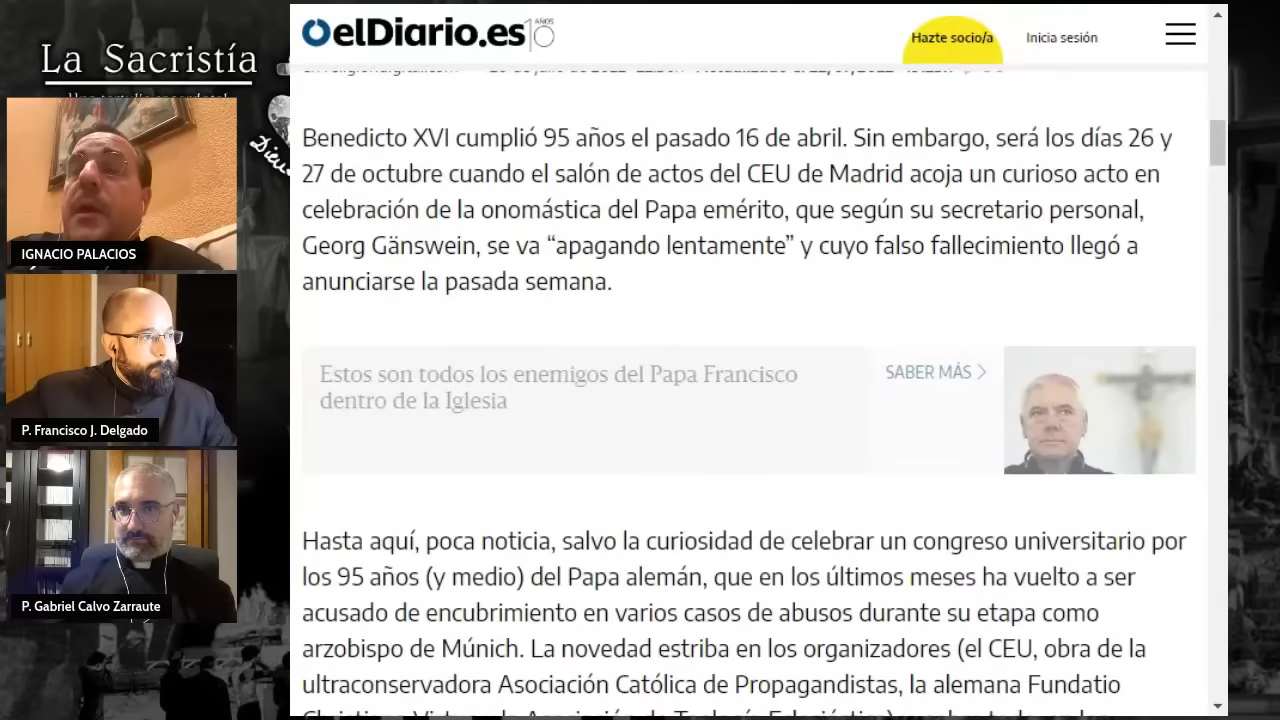 La Sacristía
IGNACIO PALACIOS
P. Francisco J. Delgado
P. Gabriel Calvo Zarraute
elDiario.es 10 AÑOS
Hazte socio/a
Inicia sesión
Benedicto XVI cumplió 95 años el pasado 16 de abril. Sin embargo, será los días 26 y
27 de octubre cuando el salón de actos del CEU de Madrid acoja un curioso acto en
celebración de la onomástica del Papa emérito, que según su secretario personal,
Georg Gänswein, se va “apagando lentamente” y cuyo falso fallecimiento llegó a
anunciarse la pasada semana.
Estos son todos los enemigos del Papa Francisco
dentro de la Iglesia
SABER MÁS
Hasta aquí, poca noticia, salvo la curiosidad de celebrar un congreso universitario por
los 95 años (y medio) del Papa alemán, que en los últimos meses ha vuelto a ser
acusado de encubrimiento en varios casos de abusos durante su etapa como
arzobispo de Múnich. La novedad estriba en los organizadores (el CEU, obra de la
ultraconservadora Asociación Católica de Propagandistas, la alemana Fundatio